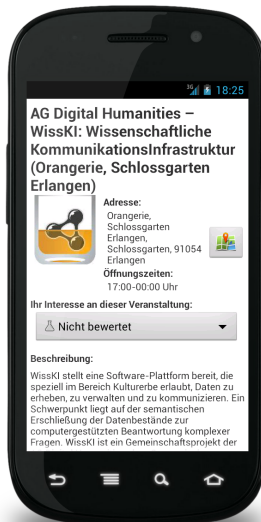 3G 18:25
AG Digital Humanities –
WissKI: Wissenschaftliche
KommunikationsInfrastruktur
(Orangerie, Schlossgarten
Erlangen)
Adresse:
Orangerie,
Schlossgarten
Erlangen,
Schlossgarten, 91054
Erlangen
Öffnungszeiten:
17:00-00:00 Uhr
Ihr Interesse an dieser Veranstaltung:
Nicht bewertet
Beschreibung:
WissKI stellt eine Software-Plattform bereit, die
speziell im Bereich Kulturerbe erlaubt, Daten zu
erheben, zu verwalten und zu kommunizieren. Ein
Schwerpunkt liegt auf der semantischen
Erschließung der Datenbestände zur
computergestützten Beantwortung komplexer
Fragen. WissKI ist ein Gemeinschaftsprojekt der